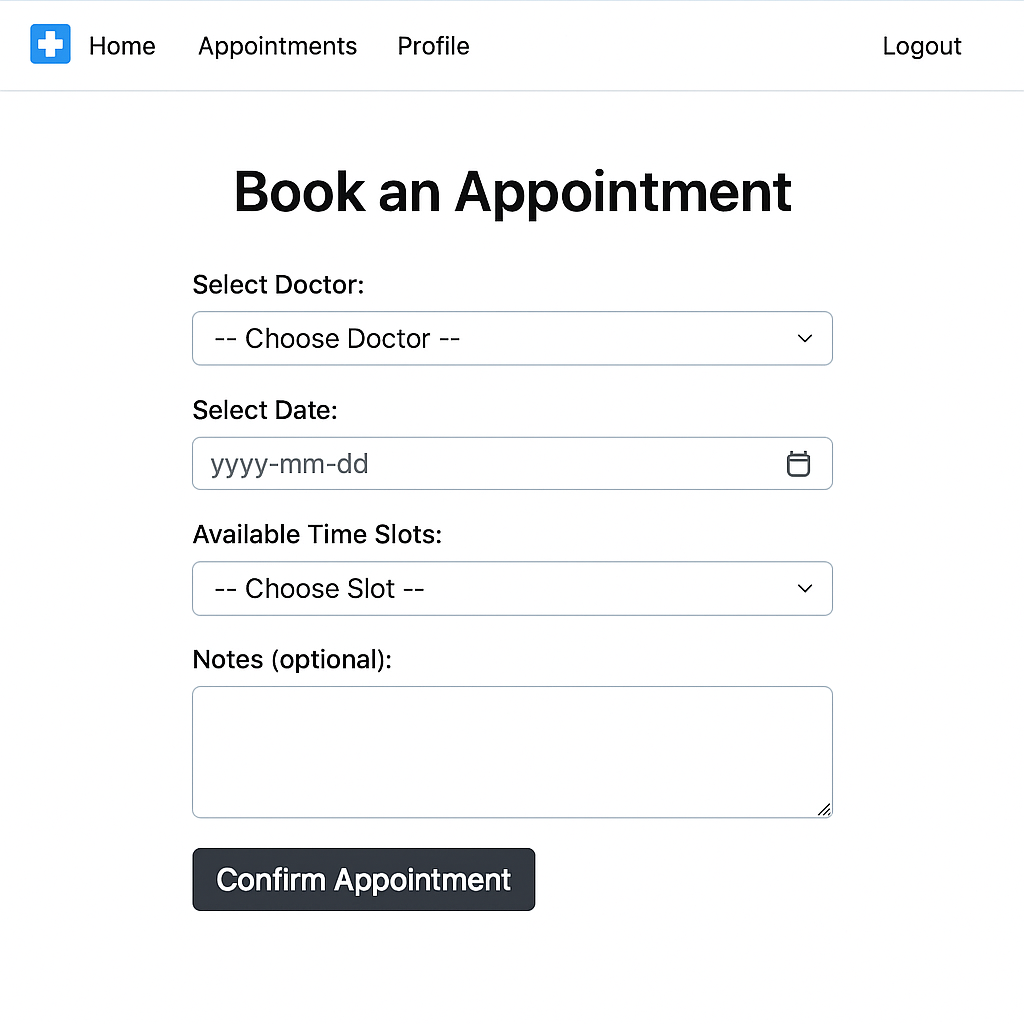 Home Appointments Profile Logout
Book an Appointment
Select Doctor:
-- Choose Doctor --
Select Date:
yyyy-mm-dd
Available Time Slots:
-- Choose Slot --
Notes (optional):
Confirm Appointment